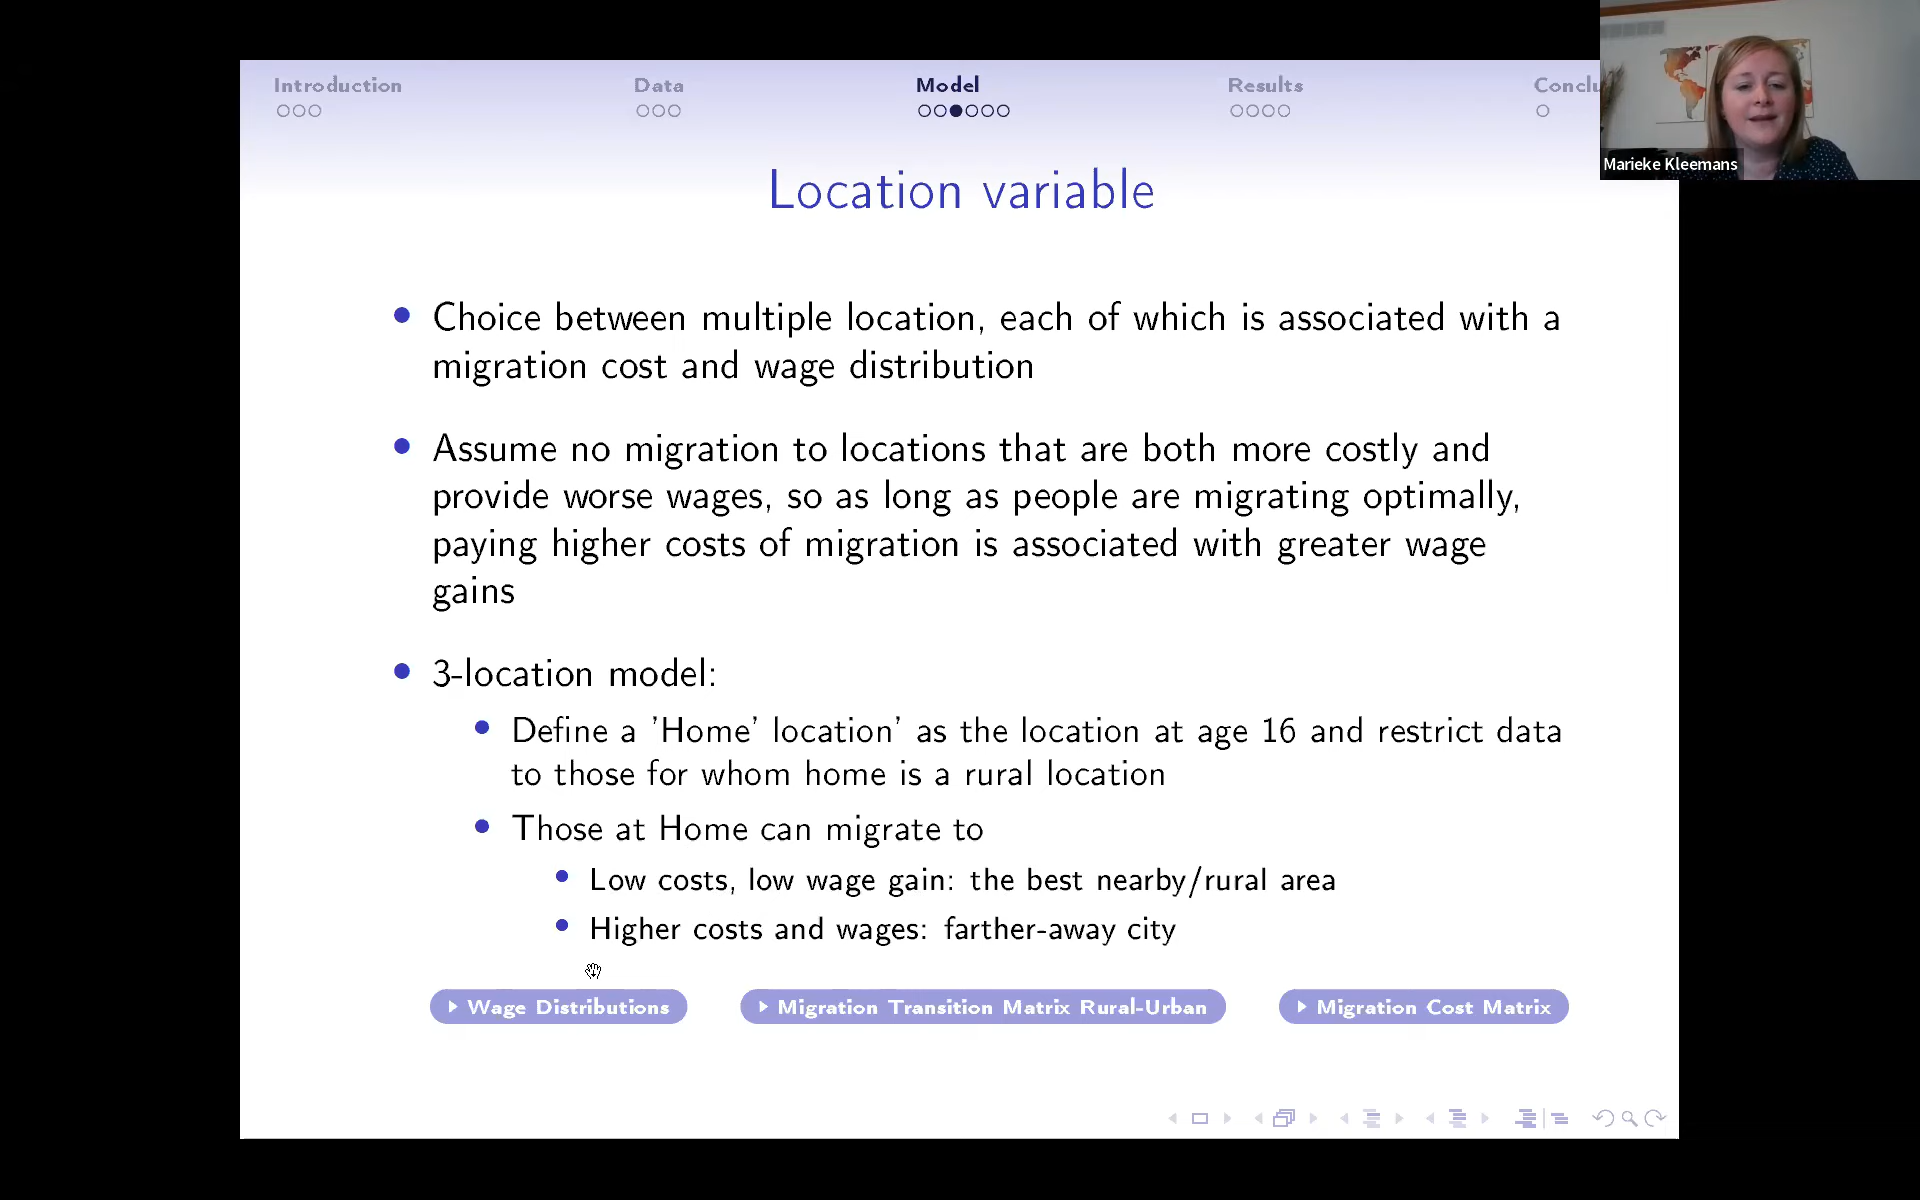 Introduction
Data
Model
Results
Conclu
Marieke Kleemans
Location variable
Choice between multiple location, each of which is associated with a
migration cost and wage distribution
Assume no migration to locations that are both more costly and
provide worse wages, so as long as people are migrating optimally,
paying higher costs of migration is associated with greater wage
gains
3-location model:
Define a 'Home' location' as the location at age 16 and restrict data
to those for whom home is a rural location
Those at Home can migrate to
Low costs, low wage gain: the best nearby/rural area
Higher costs and wages: farther-away city
Wage Distributions
Migration Transition Matrix Rural-Urban
Migration Cost Matrix